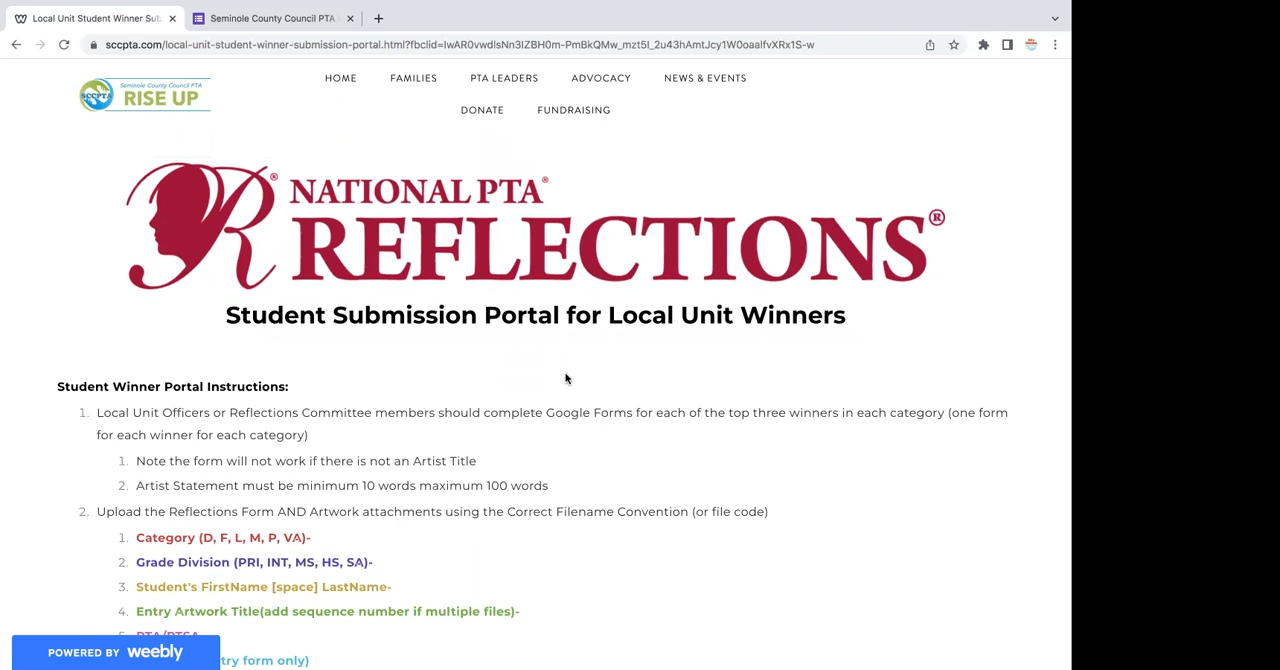 Local Unit Student Winner Sub
Seminole County Council PTA
sccpta.com/local-unit-student-winner-submission-portal.html?fbclid=IwAR0vwdIsNn3IZBH0m-PmBkQMw_mzt5I_2u43hAmtJcy1W0oaalfvXRx1S-w
Seminole County Council PTA
SCCPTA
RISE UP
HOME
FAMILIES
PTA LEADERS
ADVOCACY
NEWS & EVENTS
DONATE
FUNDRAISING
R®
NATIONAL PTA®
REFLECTIONS®
Student Submission Portal for Local Unit Winners
Student Winner Portal Instructions:
1. Local Unit Officers or Reflections Committee members should complete Google Forms for each of the top three winners in each category (one form
for each winner for each category)
1. Note the form will not work if there is not an Artist Title
2. Artist Statement must be minimum 10 words maximum 100 words
2. Upload the Reflections Form AND Artwork attachments using the Correct Filename Convention (or file code)
1. Category (D, F, L, M, P, VA)-
2. Grade Division (PRI, INT, MS, HS, SA)-
3. Student's FirstName [space] LastName-
4. Entry Artwork Title(add sequence number if multiple files)-
5. PTA/PTSA
try form only)
POWERED BY weebly